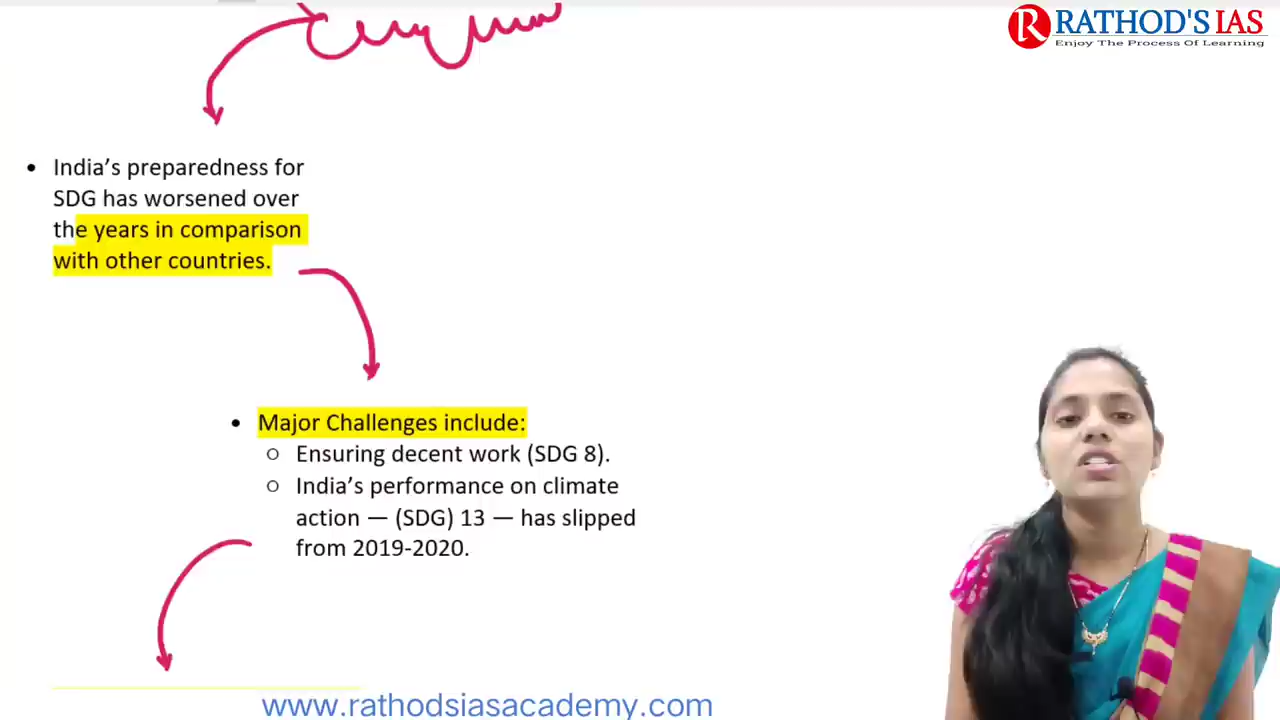 RATHOD'S IAS
Enjoy The Process Of Learning
• India’s preparedness for
SDG has worsened over
the years in comparison
with other countries.
• Major Challenges include:
○ Ensuring decent work (SDG 8).
○ India’s performance on climate
action — (SDG) 13 — has slipped
from 2019-2020.
www.rathodsiasacademy.com